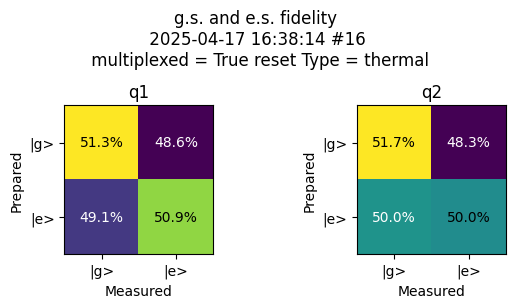 g.s. and e.s. fidelity
2025-04-17 16:38:14 #16
multiplexed = True reset Type = thermal
q1
Prepared
|g>
51.3%
48.6%
|e>
49.1%
50.9%
|g>
|e>
Measured
q2
Prepared
|g>
51.7%
48.3%
|e>
50.0%
50.0%
|g>
|e>
Measured